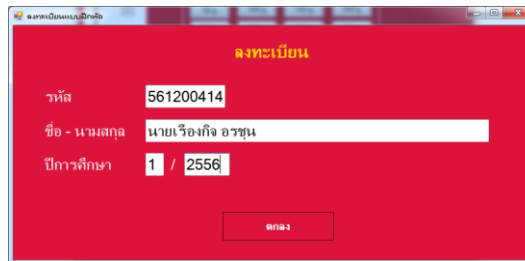 ลงทะเบียนแบบฝึกหัด
ลงทะเบียน
รหัส 561200414
ชื่อ - นามสกุล นายเรืองกิจ อรชุน
ปีการศึกษา 1 / 2556
ตกลง